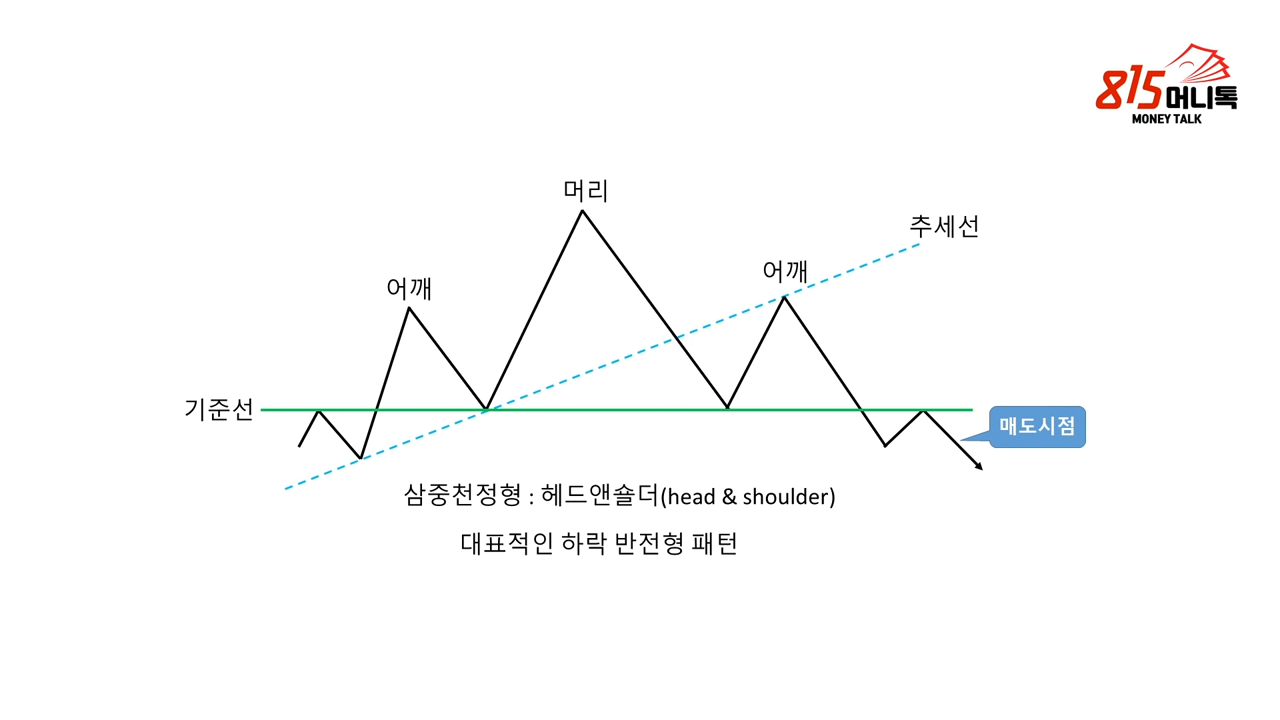 815머니톡
MONEY TALK
머리
추세선
어깨
어깨
기준선
매도시점
삼중천정형 : 헤드앤숄더(head & shoulder)
대표적인 하락 반전형 패턴